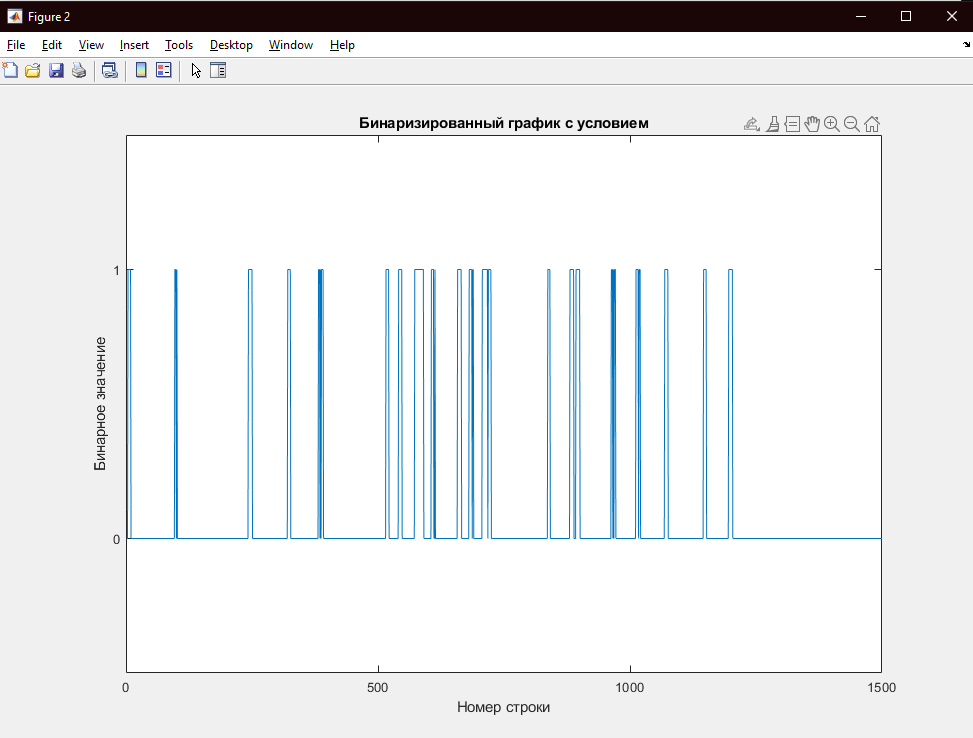 Figure 2
File Edit View Insert Tools Desktop Window Help
Бинаризированный график с условием
1
0
Бинарное значение
0 500 1000 1500
Номер строки